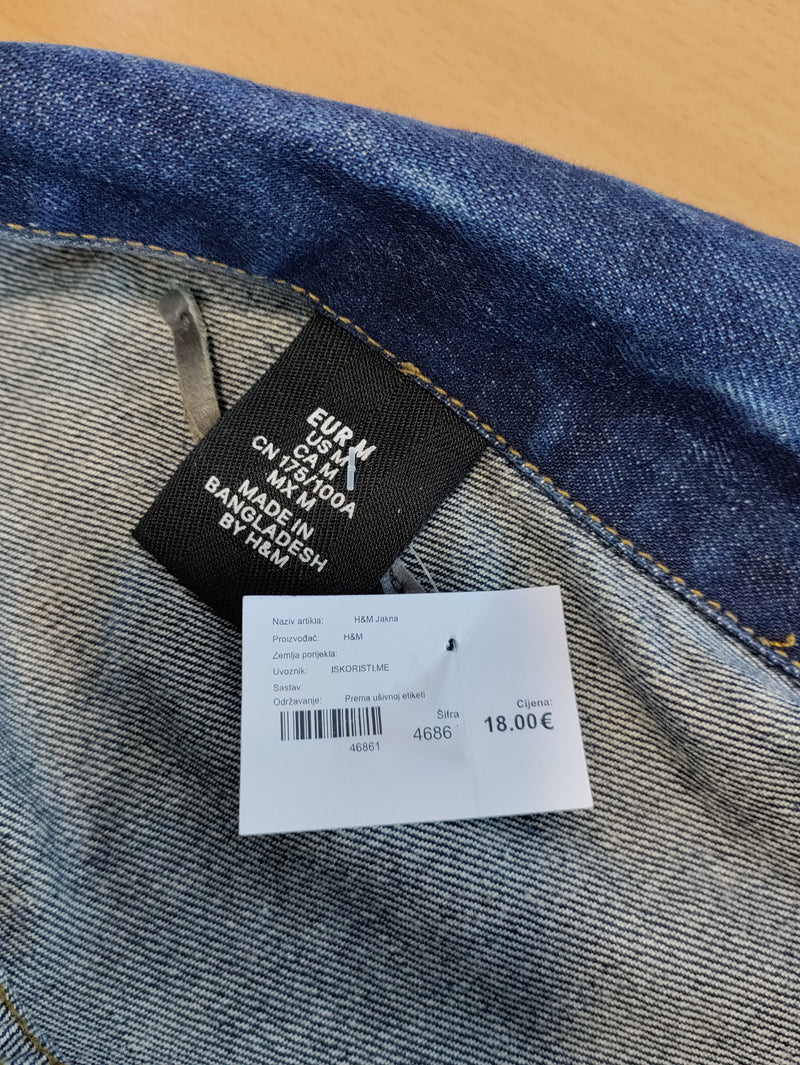 EUR M
US M
CA M
CN 175/100A
MX M
MADE IN
BANGLADESH
BY H&M
Naziv artikla: H&M Jakna
Proizvođač: H&M
Zemlja porijekla:
Uvoznik: ISKORISTI.ME
Sastav:
Održavanje: Prema ušivnoj etiketi
46861
Šifra
4686
Cijena:
18.00€